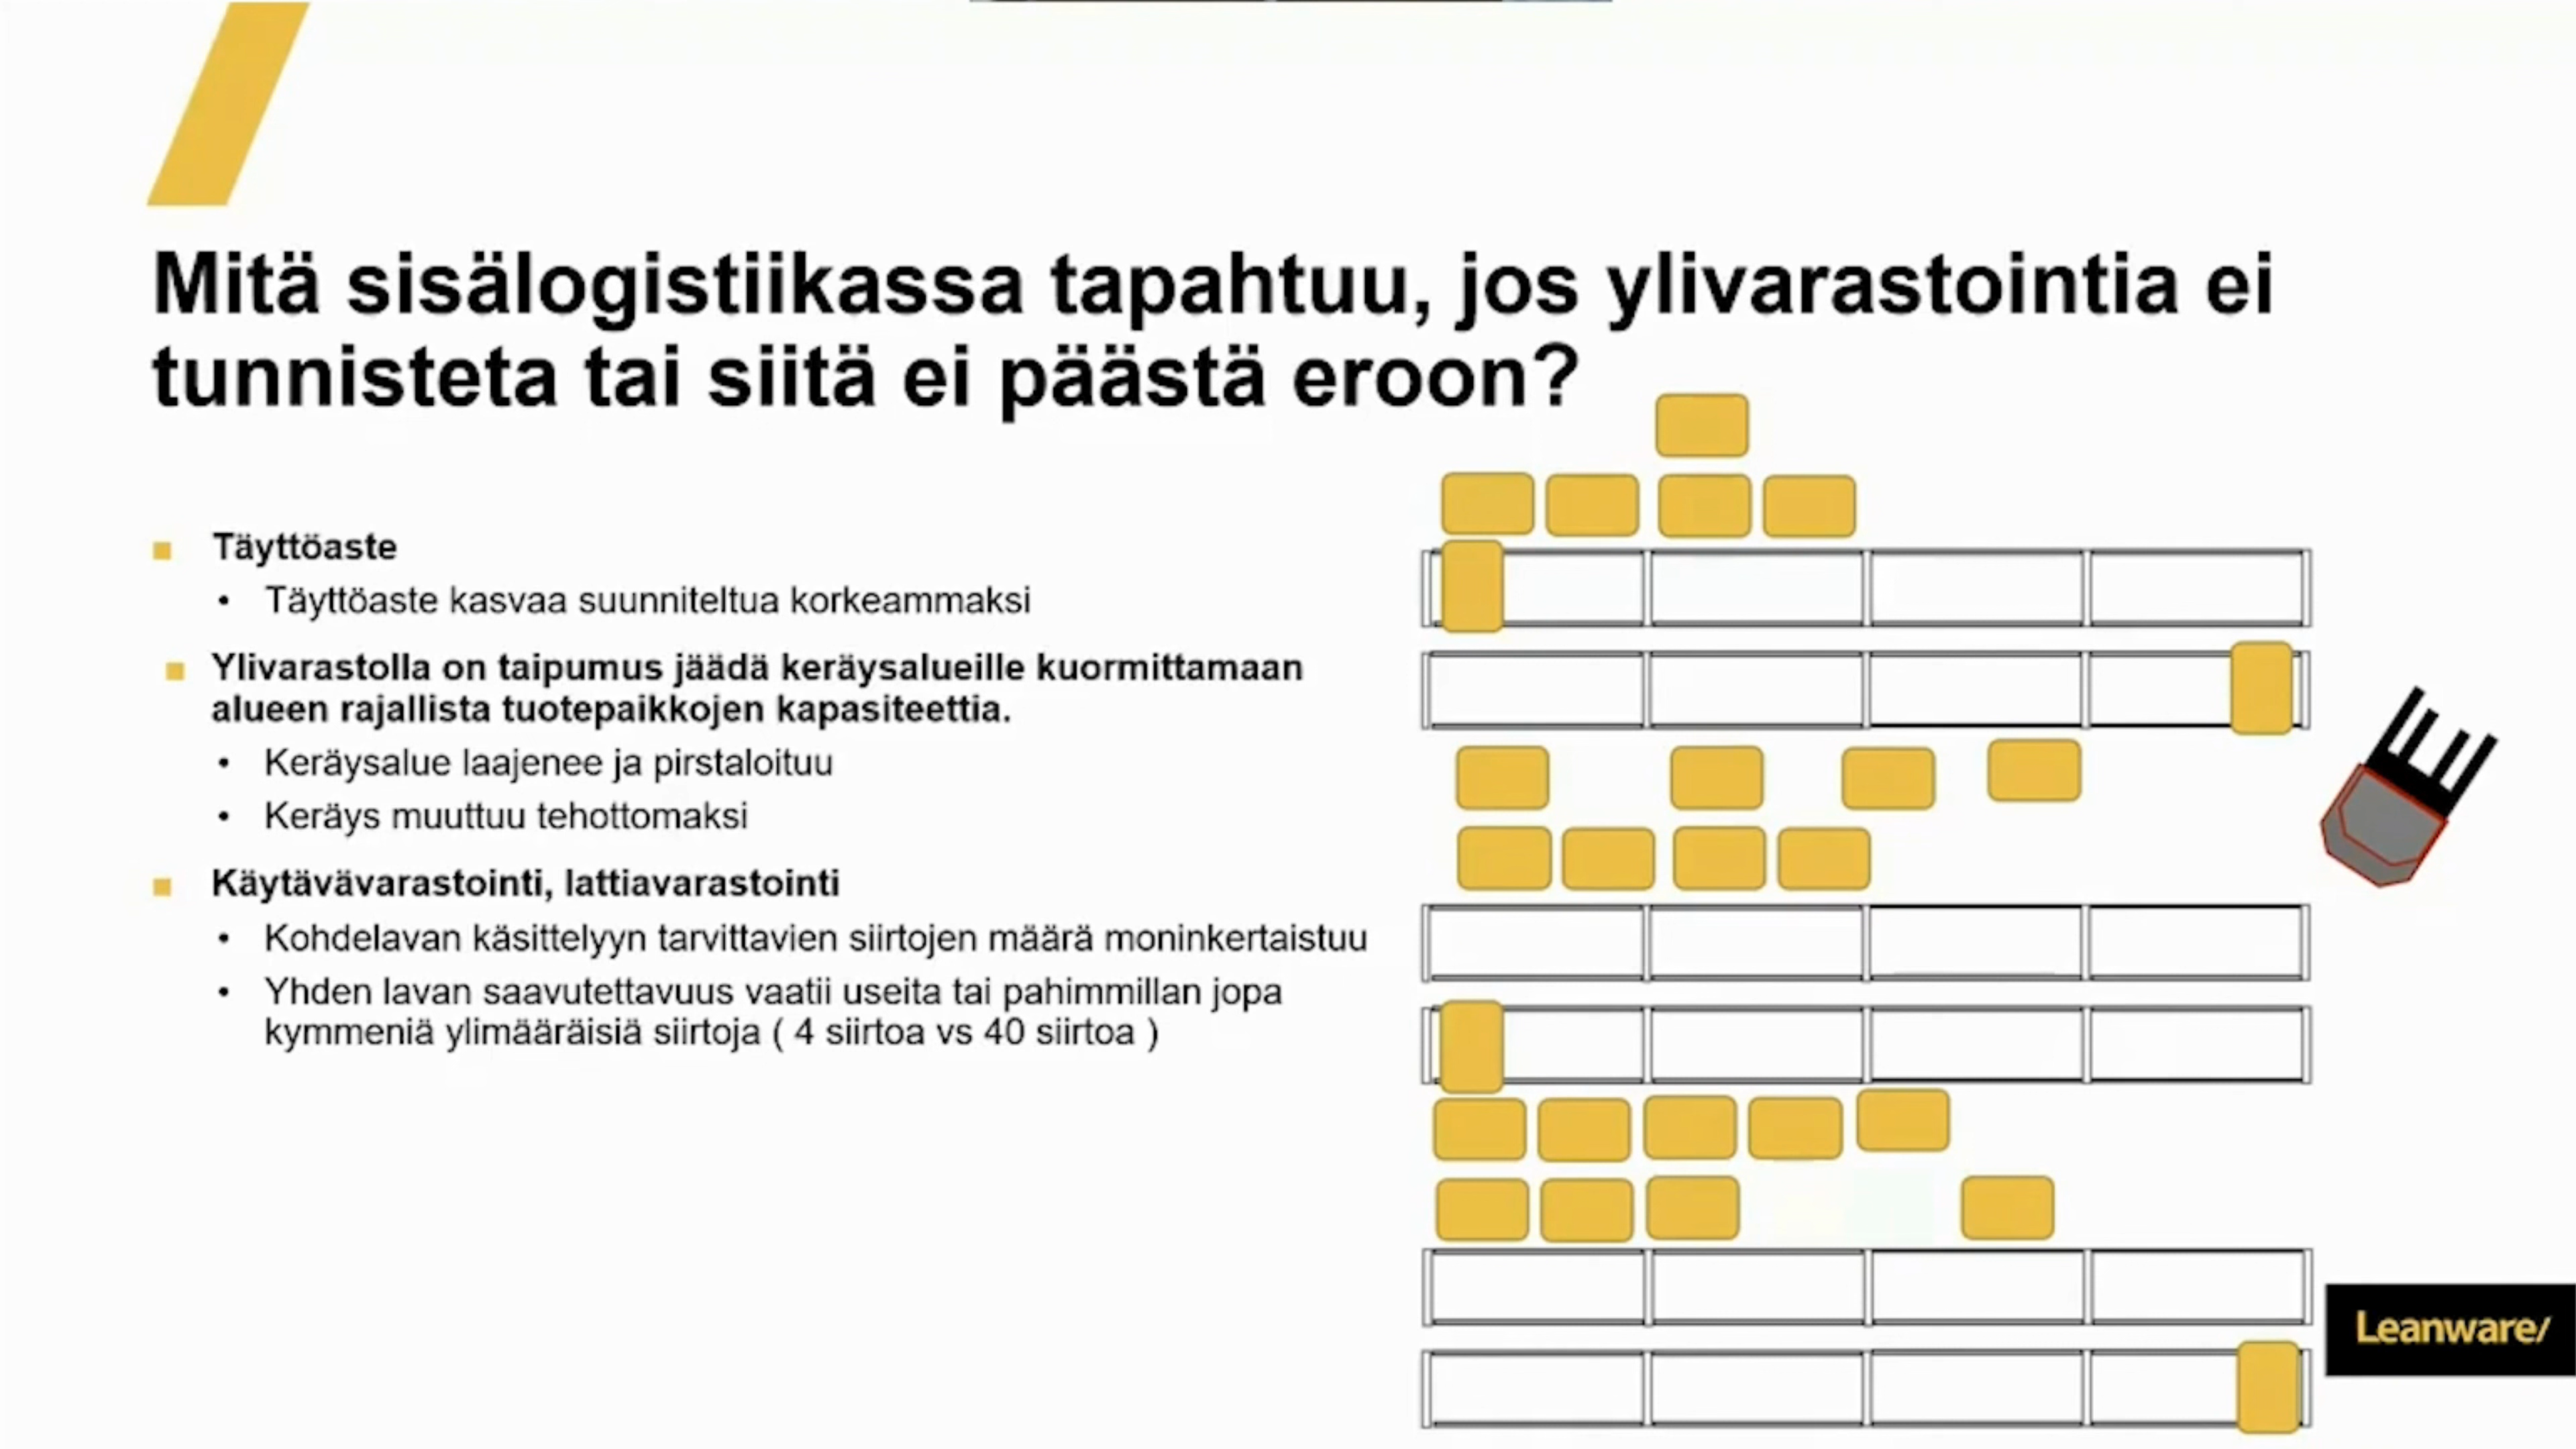 Mitä sisälogistiikassa tapahtuu, jos ylivarastointia ei
tunnisteta tai siitä ei päästä eroon?
Täyttöaste
Täyttöaste kasvaa suunniteltua korkeammaksi
Ylivarastolla on taipumus jäädä keräysalueille kuormittamaan
alueen rajallista tuotepaikkojen kapasiteettia.
Keräysalue laajenee ja pirstaloituu
Keräys muuttuu tehottomaksi
Käytävävarastointi, lattiavarastointi
Kohdelavan käsittelyyn tarvittavien siirtojen määrä moninkertaistuu
Yhden lavan saavutettavuus vaatii useita tai pahimmillan jopa
kymmeniä ylimääräisiä siirtoja ( 4 siirtoa vs 40 siirtoa )
Leanware/